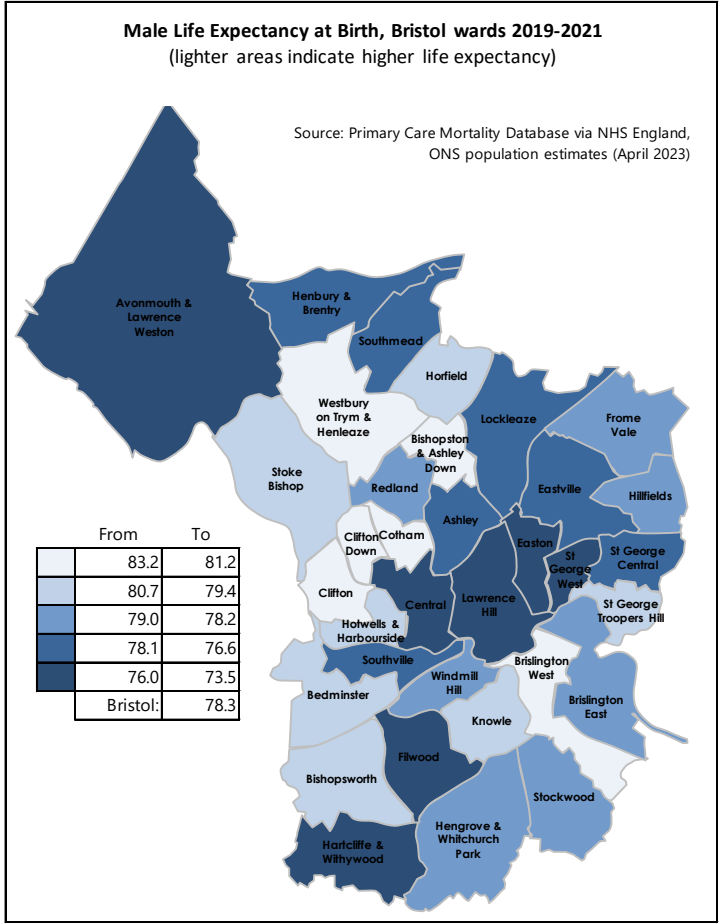 Male Life Expectancy at Birth, Bristol wards 2019-2021
(lighter areas indicate higher life expectancy)
Source: Primary Care Mortality Database via NHS England,
ONS population estimates (April 2023)
Avonmouth &
Lawrence
Weston
Henbury &
Brentry
Southmead
Horfield
Westbury
on Trym &
Henleaze
Bishopston
& Ashley
Down
Lockleaze
Frome
Vale
Stoke
Bishop
Redland
Eastville
Hillfields
Ashley
Clifton
Down
Cotham
Easton
St
George
West
St George
Central
Clifton
Central
Lawrence
Hill
St George
Troopers Hill
Hotwells &
Harbourside
Southville
Brislington
West
Windmill
Hill
Bedminster
Brislington
East
Knowle
Filwood
Bishopsworth
Stockwood
Hengrove &
Whitchurch
Park
Hartcliffe &
Withywood
From To
83.2 81.2
80.7 79.4
79.0 78.2
78.1 76.6
76.0 73.5
Bristol: 78.3